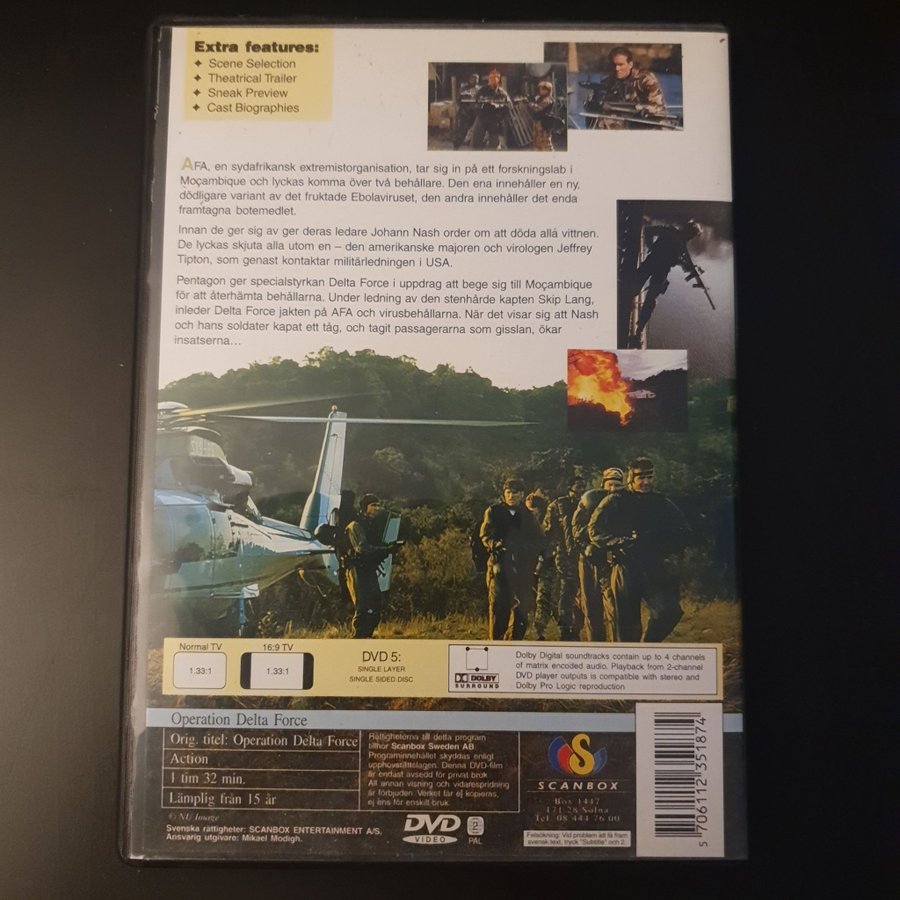 Extra features:
✦ Scene Selection
✦ Theatrical Trailer
✦ Sneak Preview
✦ Cast Biographies
AFA, en sydafrikansk extremistorganisation, tar sig in på ett forskningslab i
Moçambique och lyckas komma över två behållare. Den ena innehåller en ny,
dödligare variant av det fruktade Ebolaviruset, den andra innehåller det enda
framtagna botemedlet.
Innan de ger sig av ger deras ledare Johann Nash order om att döda alla vittnen.
De lyckas skjuta alla utom en – den amerikanske majoren och virologen Jeffrey
Tipton, som genast kontaktar militärledningen i USA.
Pentagon ger specialstyrkan Delta Force i uppdrag att bege sig till Moçambique
för att återhämta behållarna. Under ledning av den stenhårde kapten Skip Lang,
inleder Delta Force jakten på AFA och virusbehållarna. När det visar sig att Nash
och hans soldater kapat ett tåg, och tagit passagerarna som gisslan, ökar
insatserna…
Normal TV
1.33:1
16:9 TV
1.33:1
DVD 5:
SINGLE LAYER
SINGLE SIDED DISC
DOLBY
SURROUND
Dolby Digital soundtracks contain up to 4 channels
of matrix encoded audio. Playback from 2-channel
DVD player outputs is compatible with stereo and
Dolby Pro Logic reproduction
Operation Delta Force
Orig. titel: Operation Delta Force
Action
1 tim 32 min.
Lämplig från 15 år
© NU Image
Rättigheterna till detta program
tillhör Scanbox Sweden AB.
Programinnehållet skyddas enligt
upphovsrättslagen. Denna DVD-film
är endast avsedd för privat bruk.
All annan visning och vidarespridning
är förbjuden. Verket får ej kopieras,
ej ens för enskilt bruk.
S
SCANBOX
Box 1447
171 28 Solna
Tel. 08 444 76 00
Svenska rättigheter: SCANBOX ENTERTAINMENT A/S.
Ansvarig utgivare: Mikael Modigh.
DVD
VIDEO
2
PAL
Felsökning: Vid problem att få fram
svensk text, tryck "Subtitle" och 2.
5 706112 351874